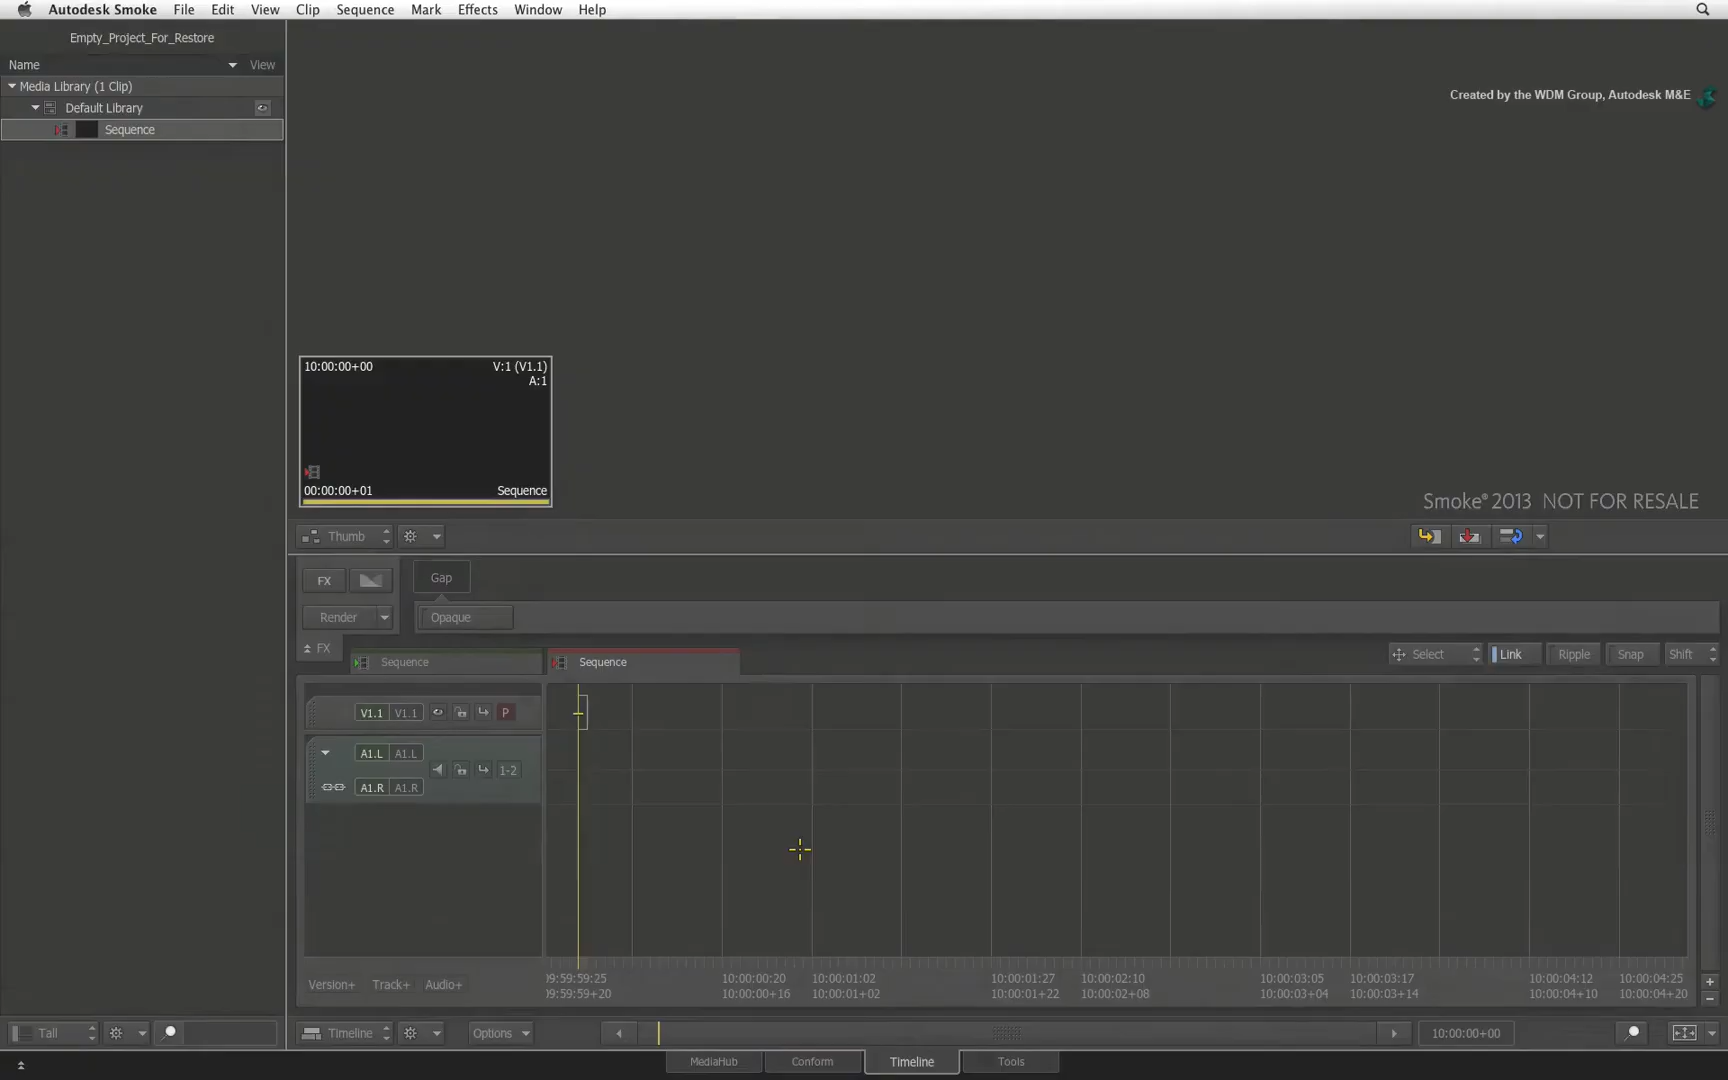 Autodesk Smoke File Edit View Clip Sequence Mark Effects Window Help
Empty_Project_For_Restore
Name View
Media Library (1 Clip)
Default Library
Sequence
Created by the WDM Group, Autodesk M&E
10:00:00+00 V:1 (V1.1)
A:1
00:00:00+01 Sequence
Smoke® 2013 NOT FOR RESALE
Thumb
FX Gap
Render Opaque
FX Sequence Sequence Select Link Ripple Snap Shift
V1.1 V1.1 P
A1.L A1.L
1-2
A1.R A1.R
Version+ Track+ Audio+
09:59:59:25 10:00:00:20 10:00:01:02 10:00:01:27 10:00:02:10 10:00:03:05 10:00:03:17 10:00:04:12 10:00:04:25
09:59:59+20 10:00:00+16 10:00:01+02 10:00:01+22 10:00:02+08 10:00:03+04 10:00:03+14 10:00:04+10 10:00:04+20
Tall Timeline Options 10:00:00+00
MediaHub Conform Timeline Tools